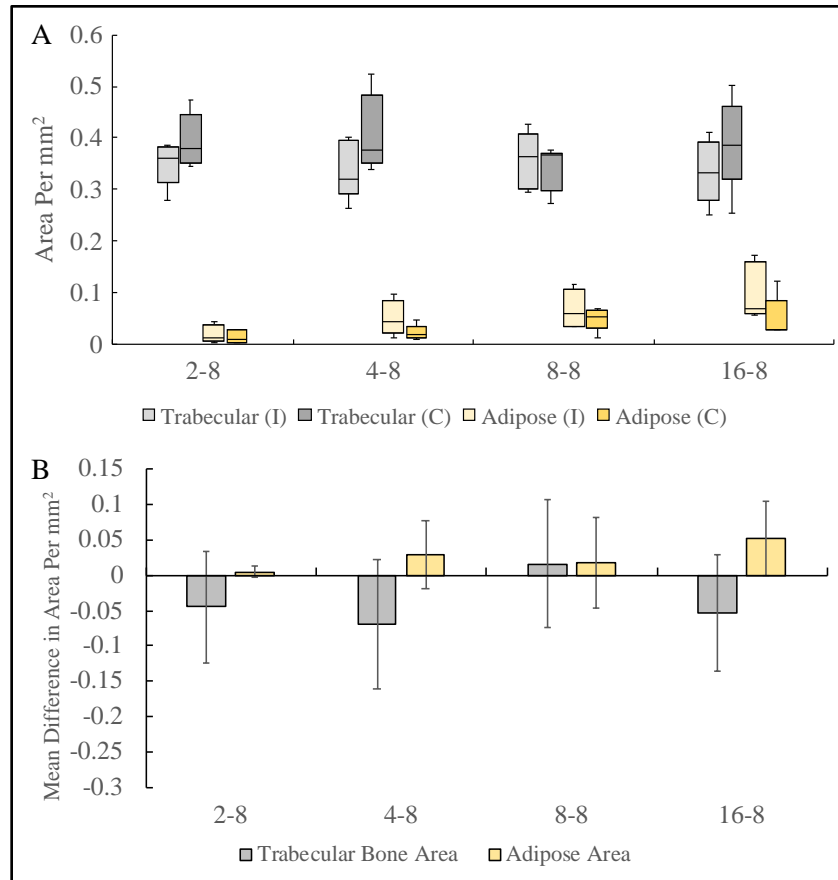 A
Area Per mm²
0.6
0.5
0.4
0.3
0.2
0.1
0
2-8 4-8 8-8 16-8
Trabecular (I) Trabecular (C) Adipose (I) Adipose (C)
B
Mean Difference in Area Per mm²
0.15
0.1
0.05
0
-0.05
-0.1
-0.15
-0.2
-0.25
-0.3
2-8 4-8 8-8 16-8
Trabecular Bone Area Adipose Area